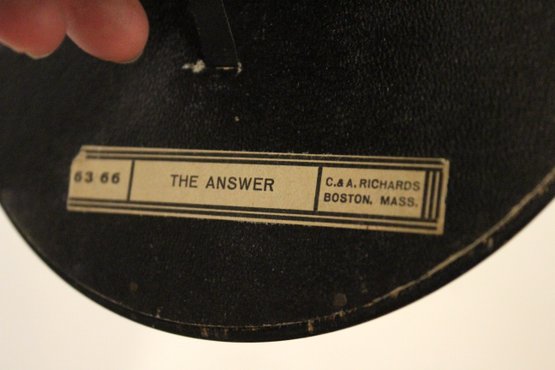 63 66
THE ANSWER
C. & A. RICHARDS
BOSTON, MASS.